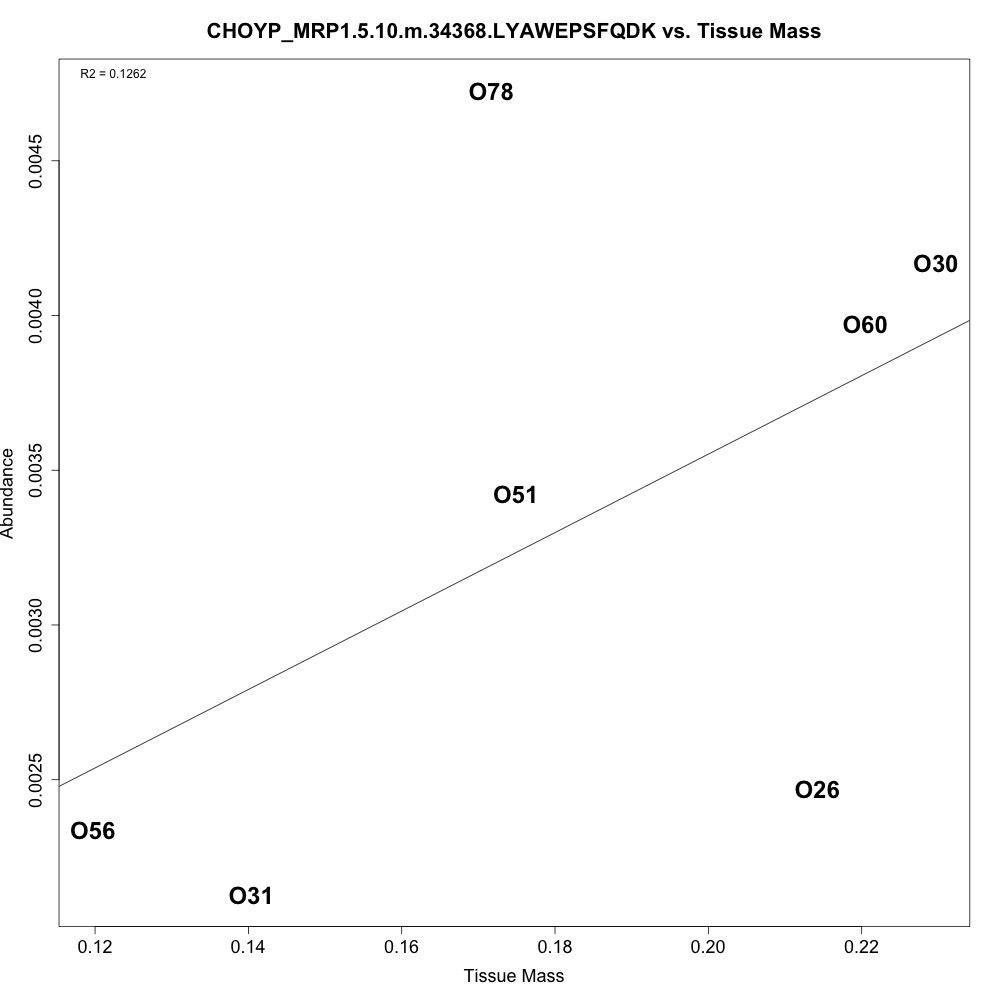 CHOYP_MRP1.5.10.m.34368.LYAWEPSFQDK vs. Tissue Mass
R2 = 0.1262
O78
0.0045
O30
0.0040
O60
0.0035
O51
Abundance
0.0030
0.0025
O26
O56
O31
0.12 0.14 0.16 0.18 0.20 0.22
Tissue Mass